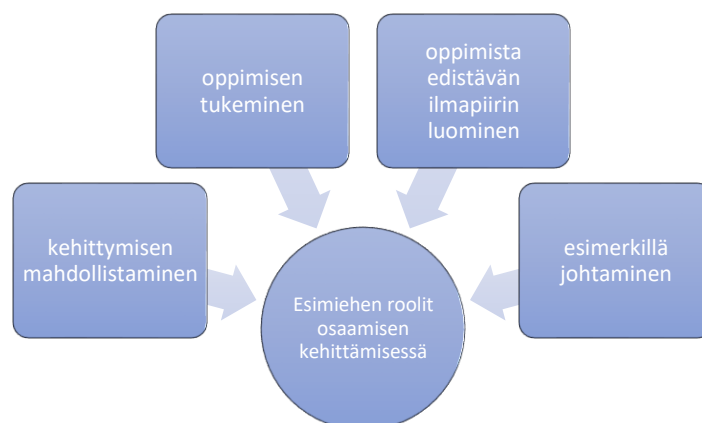 oppimisen
tukeminen
oppimista
edistävän
ilmapiirin
luominen
kehittymisen
mahdollistaminen
esimerkillä
johtaminen
Esimiehen roolit
osaamisen
kehittämisessä